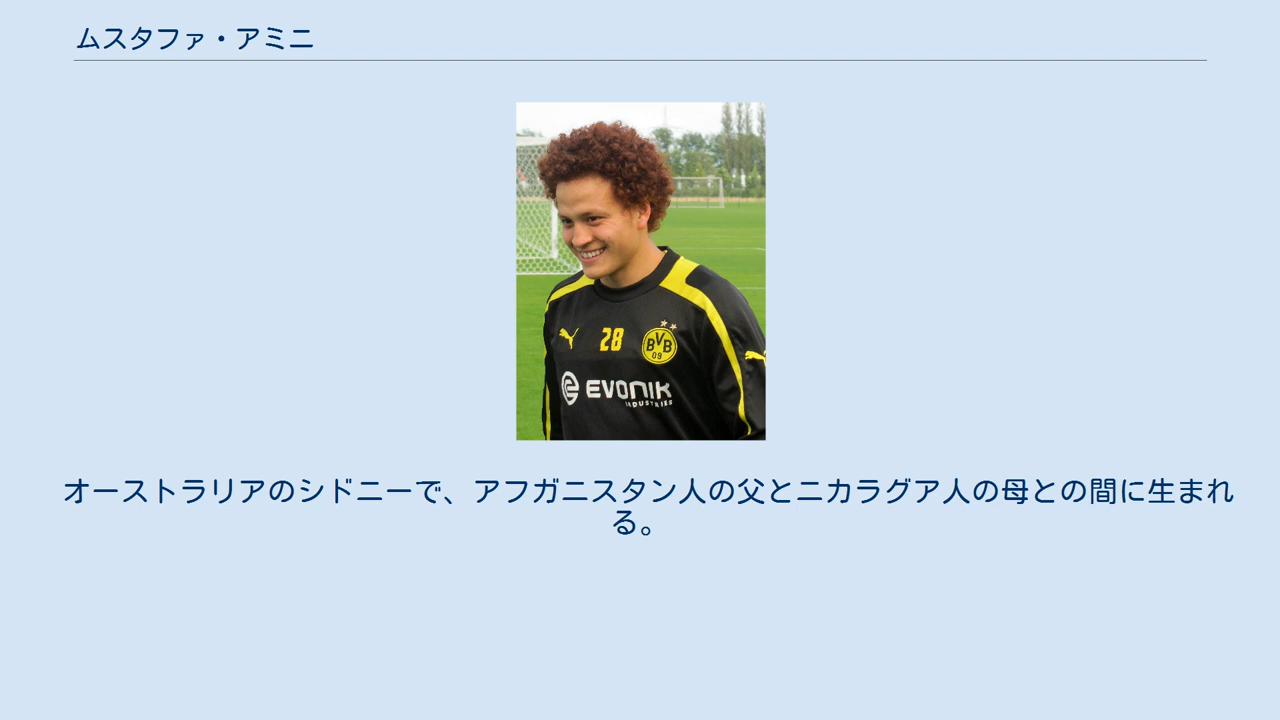 ムスタファ・アミニ
28
BVB
09
EVONIK
INDUSTRIES
オーストラリアのシドニーで、アフガニスタン人の父とニカラグア人の母との間に生まれ
る。